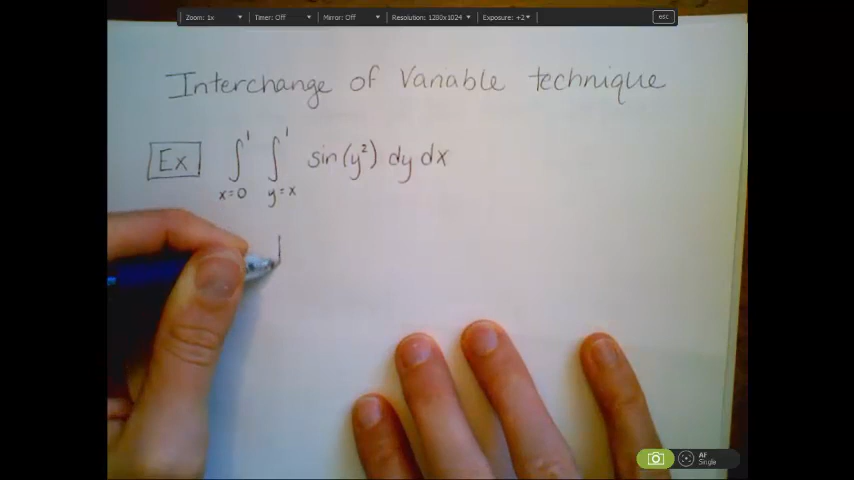 Zoom: 1x Timer: Off Mirror: Off Resolution: 1280x1024 Exposure: +2 esc
Interchange of Variable technique
Ex ∫_{x=0}^{1} ∫_{y=x}^{1} sin(y²) dy dx
AF
Single